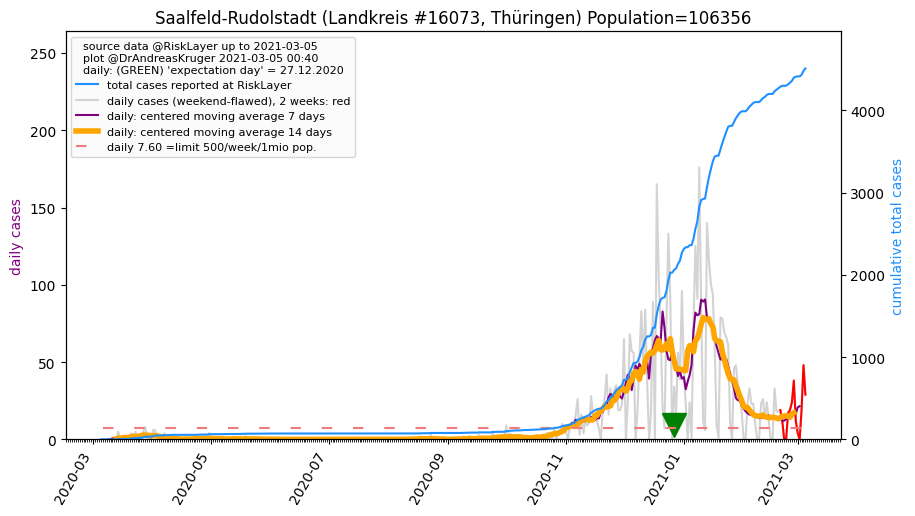 Saalfeld-Rudolstadt (Landkreis #16073, Thüringen) Population=106356
source data @RiskLayer up to 2021-03-05
plot @DrAndreasKruger 2021-03-05 00:40
daily: (GREEN) 'expectation day' = 27.12.2020
total cases reported at RiskLayer
daily cases (weekend-flawed), 2 weeks: red
daily: centered moving average 7 days
daily: centered moving average 14 days
daily 7.60 =limit 500/week/1mio pop.
daily cases
250
200
150
100
50
0
cumulative total cases
4000
3000
2000
1000
0
2020-03
2020-05
2020-07
2020-09
2020-11
2021-01
2021-03